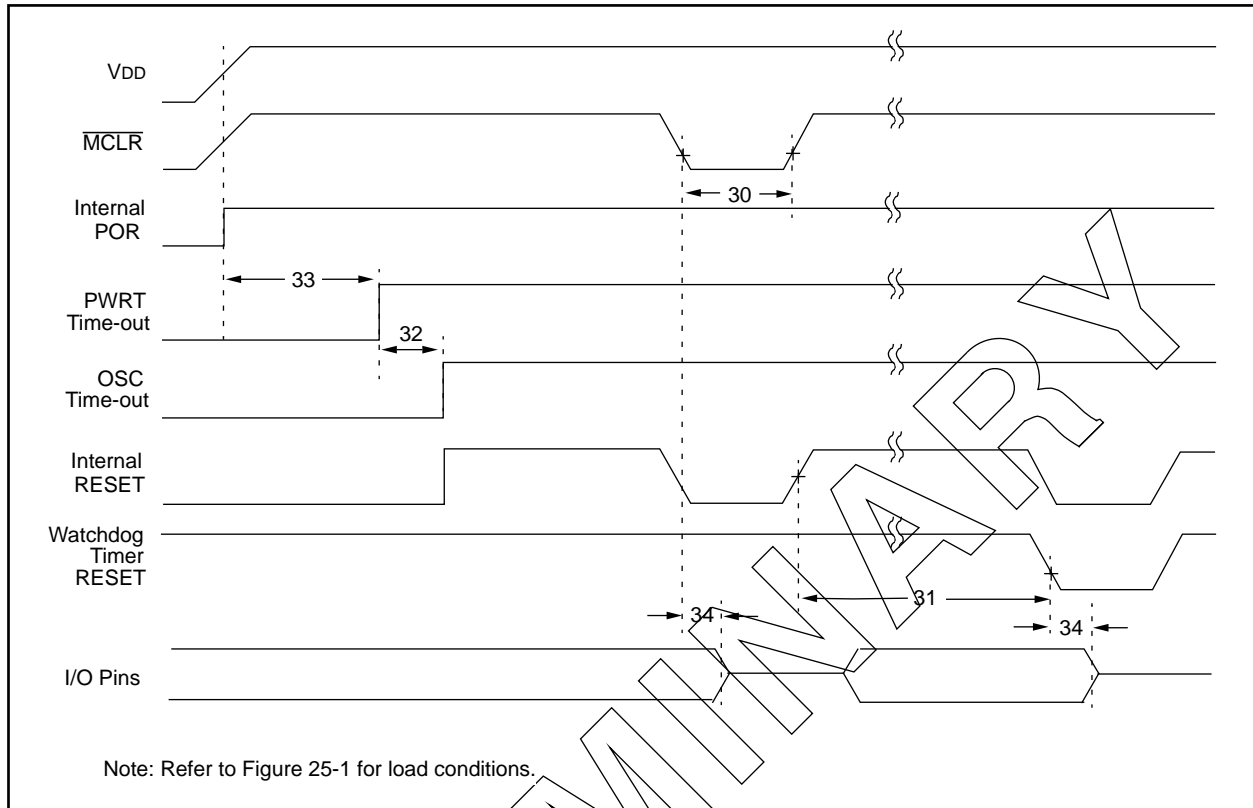 VDD
MCLR
30
Internal
POR
33
PWRT
Time-out
32
OSC
Time-out
Internal
RESET
Watchdog
Timer
RESET
31
34
34
I/O Pins
Note: Refer to Figure 25-1 for load conditions.
MINARY